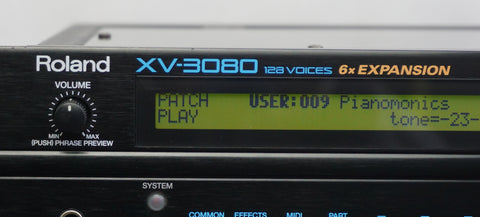 Roland XV-3080 128 VOICES 6x EXPANSION
VOLUME
MIN MAX
(PUSH) PHRASE PREVIEW
PATCH USER:009 Pianomonics
PLAY tone=-23-
SYSTEM
COMMON EFFECTS MIDI PART